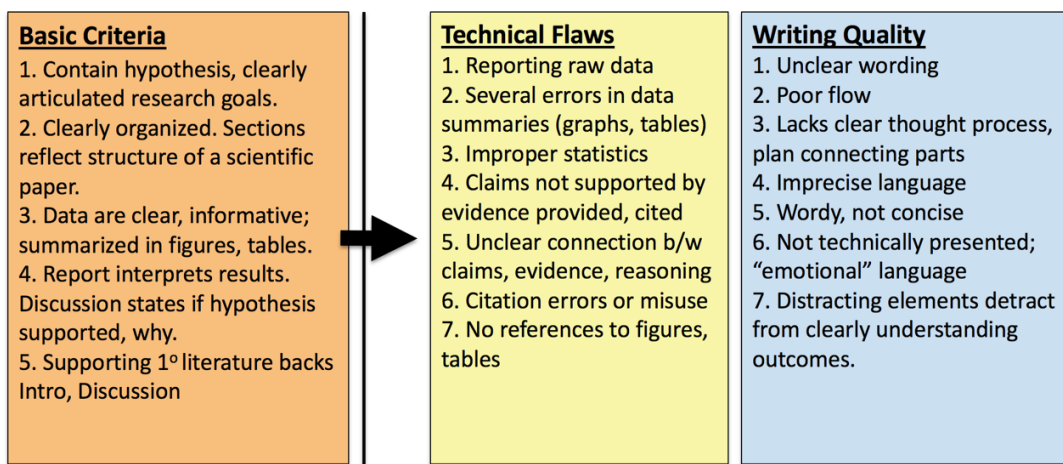 Basic Criteria
1. Contain hypothesis, clearly
articulated research goals.
2. Clearly organized. Sections
reflect structure of a scientific
paper.
3. Data are clear, informative;
summarized in figures, tables.
4. Report interprets results.
Discussion states if hypothesis
supported, why.
5. Supporting 1º literature backs
Intro, Discussion
Technical Flaws
1. Reporting raw data
2. Several errors in data
summaries (graphs, tables)
3. Improper statistics
4. Claims not supported by
evidence provided, cited
5. Unclear connection b/w
claims, evidence, reasoning
6. Citation errors or misuse
7. No references to figures,
tables
Writing Quality
1. Unclear wording
2. Poor flow
3. Lacks clear thought process,
plan connecting parts
4. Imprecise language
5. Wordy, not concise
6. Not technically presented;
“emotional” language
7. Distracting elements detract
from clearly understanding
outcomes.